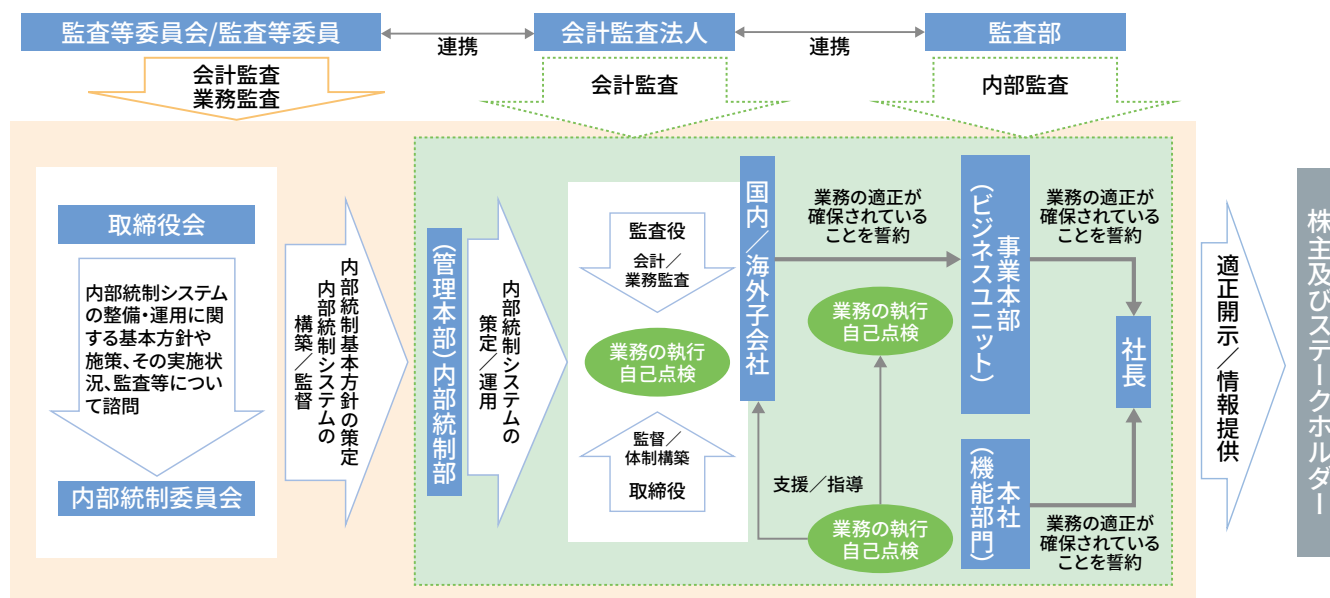 監査等委員会/監査等委員
連携
会計監査法人
連携
監査部
会計監査
業務監査
会計監査
内部監査
取締役会
内部統制システム
の整備・運用に関
する基本方針や
施策、その実施状
況、監査等につい
て諮問
内部統制委員会
内部統制基本方針の策定
内部統制システムの
構築／監督
(管理本部)内部統制部
内部統制システムの
策定／運用
監査役
会計／
業務監査
業務の執行
自己点検
監督／
体制構築
取締役
国内／海外子会社
業務の適正が
確保されている
ことを誓約
業務の執行
自己点検
支援／指導
業務の執行
自己点検
事業本部
(ビジネスユニット)
本社
(機能部門)
業務の適正が
確保されている
ことを誓約
社長
業務の適正が
確保されている
ことを誓約
適正開示／情報提供
株主及びステークホルダー